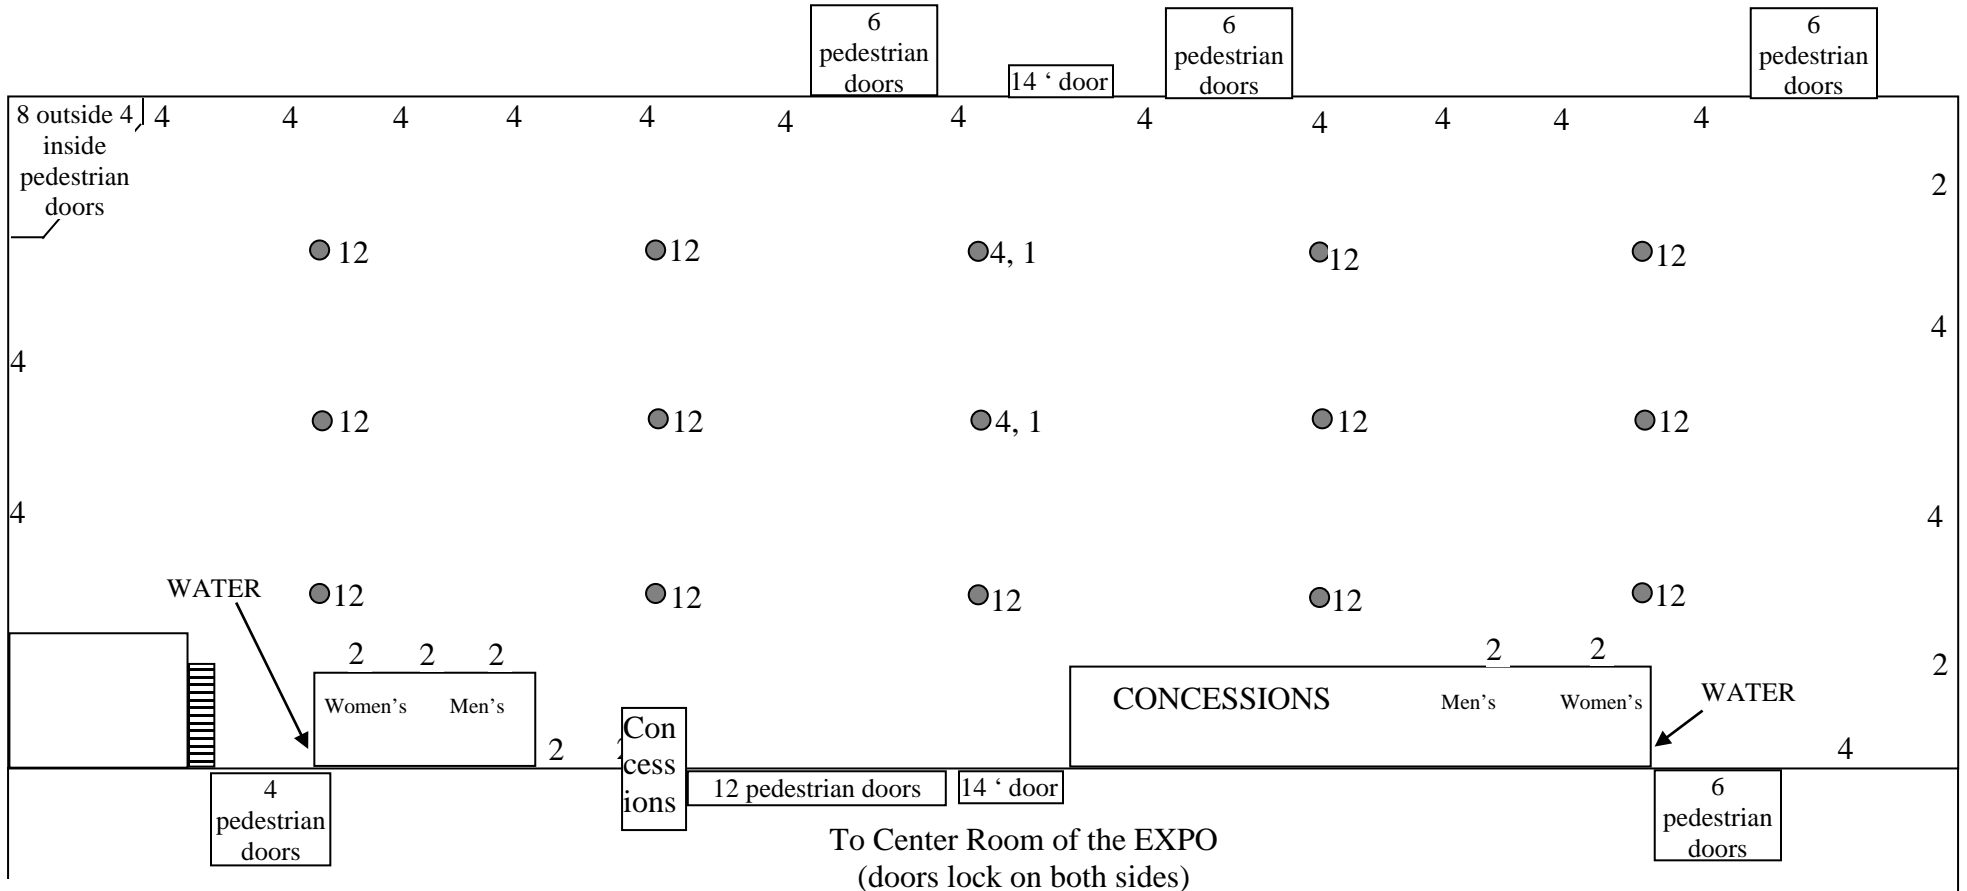 6
pedestrian
doors
14 ‘ door
6
pedestrian
doors
6
pedestrian
doors
8 outside 4
inside
pedestrian
doors
4 4 4 4 4 4 4 4 4 4 4 4
2
12 12 4, 1 12 12
4 4
12 12 4, 1 12 12
4 4
WATER
12 12 12 12 12
2 2 2 2 2 2
Women’s Men’s
CONCESSIONS Men’s Women’s
WATER
2
Con
cess
ions
4
4
pedestrian
doors
12 pedestrian doors
14 ‘ door
6
pedestrian
doors
To Center Room of the EXPO
(doors lock on both sides)